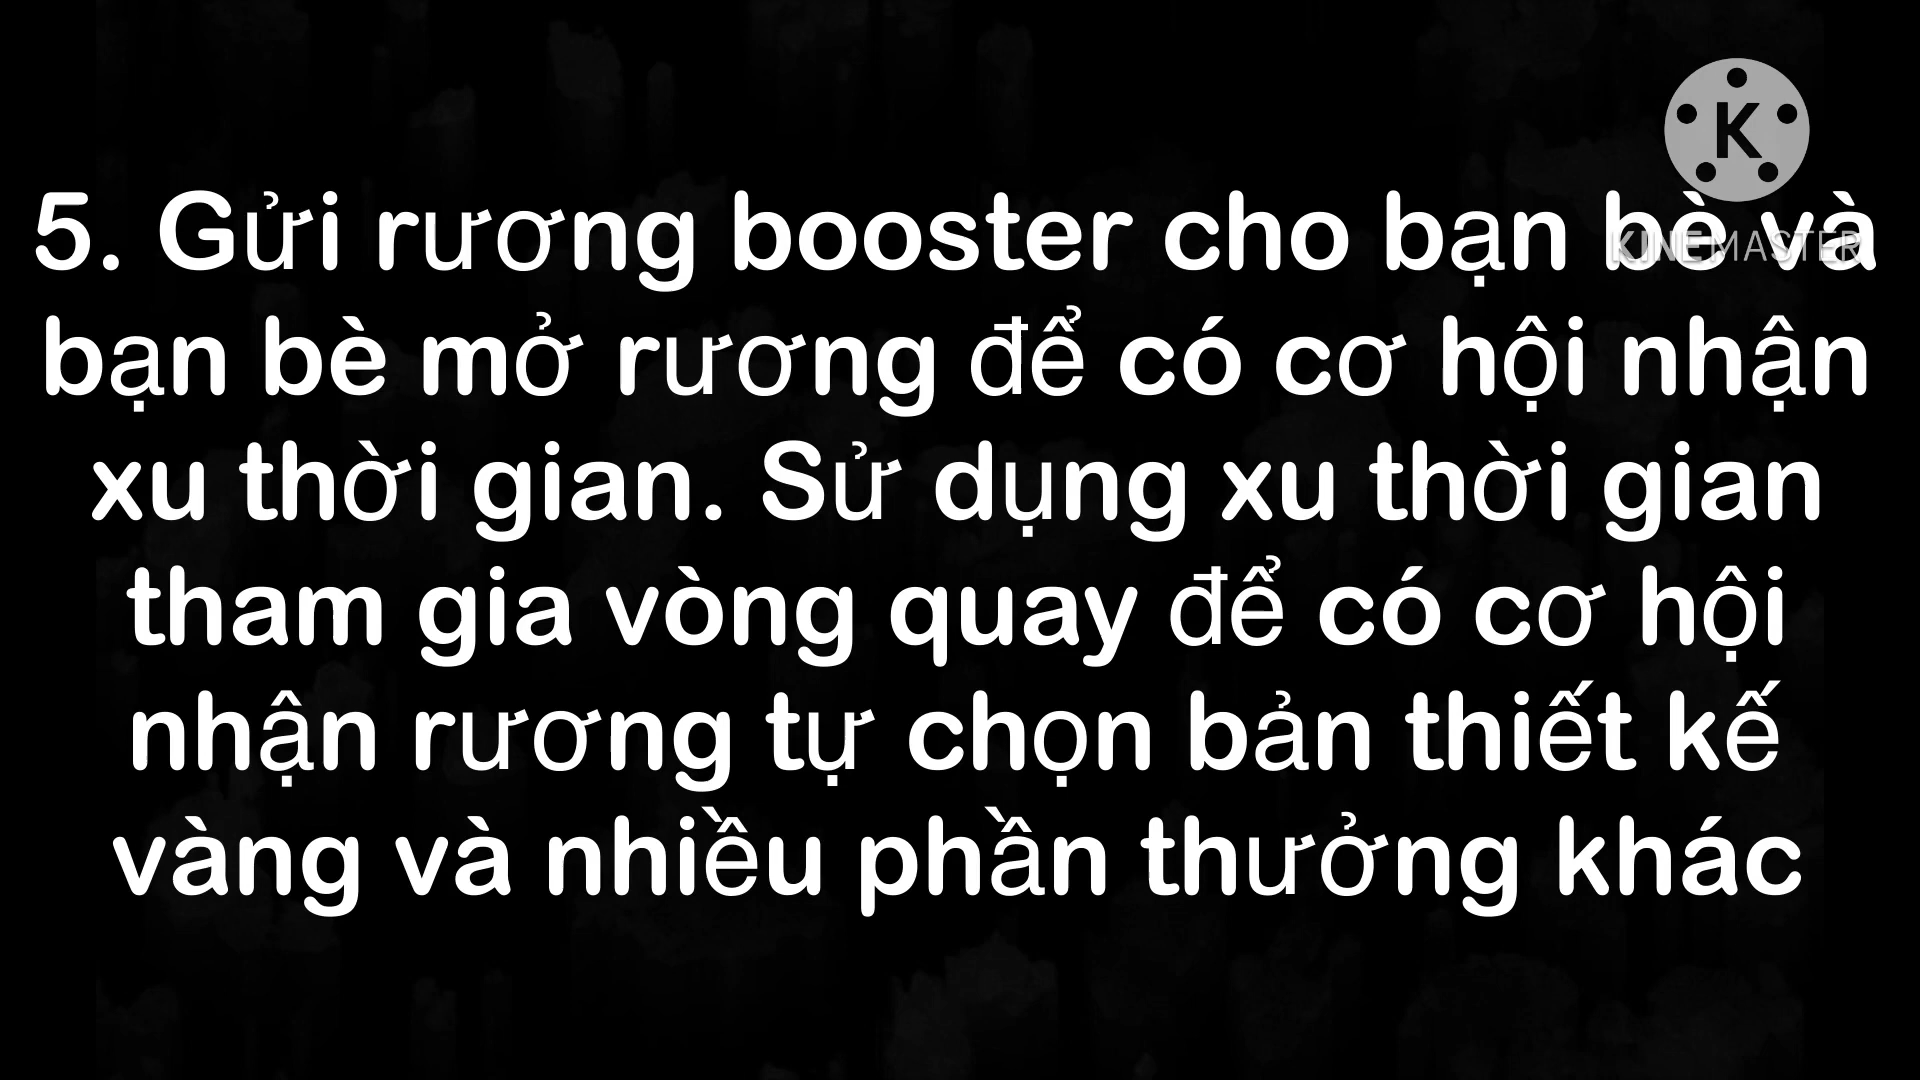 K
5. Gửi rương booster cho bạn bè và
KINEMASTER
bạn bè mở rương để có cơ hội nhận
xu thời gian. Sử dụng xu thời gian
tham gia vòng quay để có cơ hội
nhận rương tự chọn bản thiết kế
vàng và nhiều phần thưởng khác